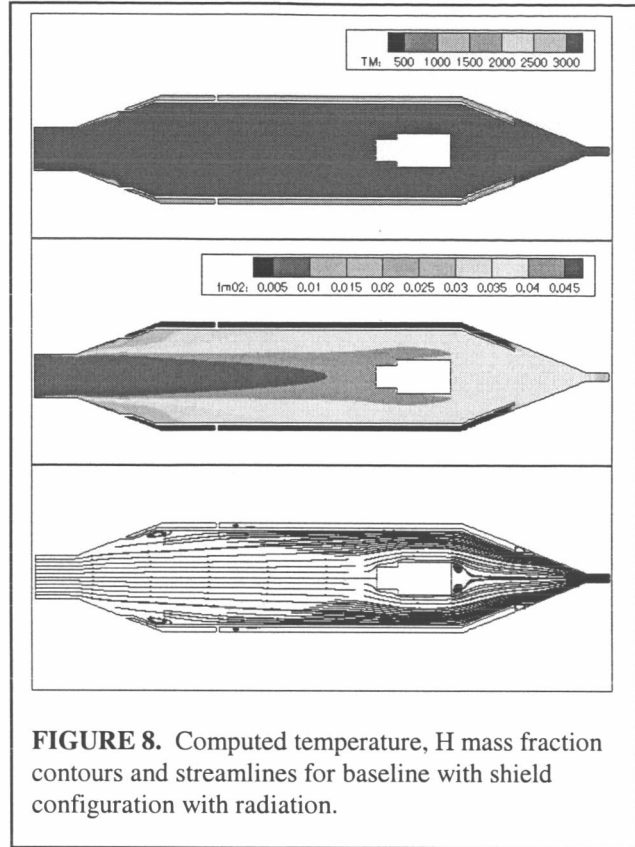 TM: 500 1000 1500 2000 2500 3000
fm02: 0.005 0.01 0.015 0.02 0.025 0.03 0.035 0.04 0.045
FIGURE 8. Computed temperature, H mass fraction
contours and streamlines for baseline with shield
configuration with radiation.